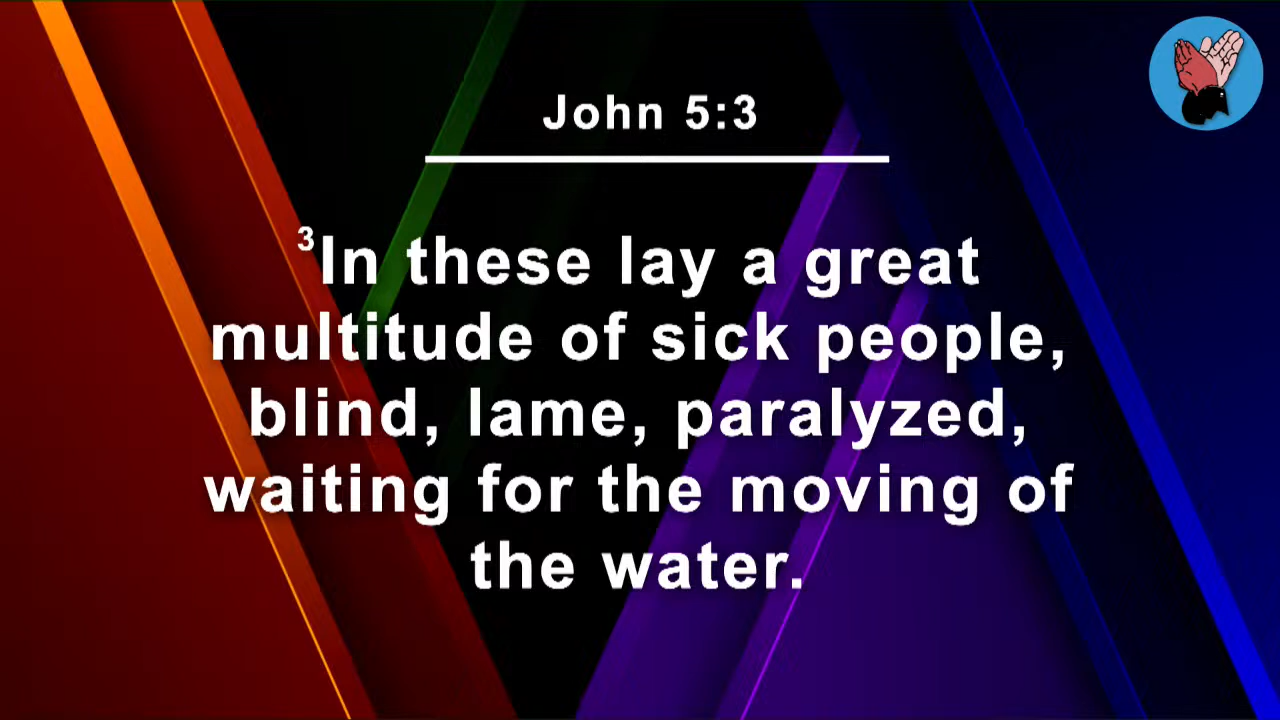 John 5:3
³In these lay a great
multitude of sick people,
blind, lame, paralyzed,
waiting for the moving of
the water.